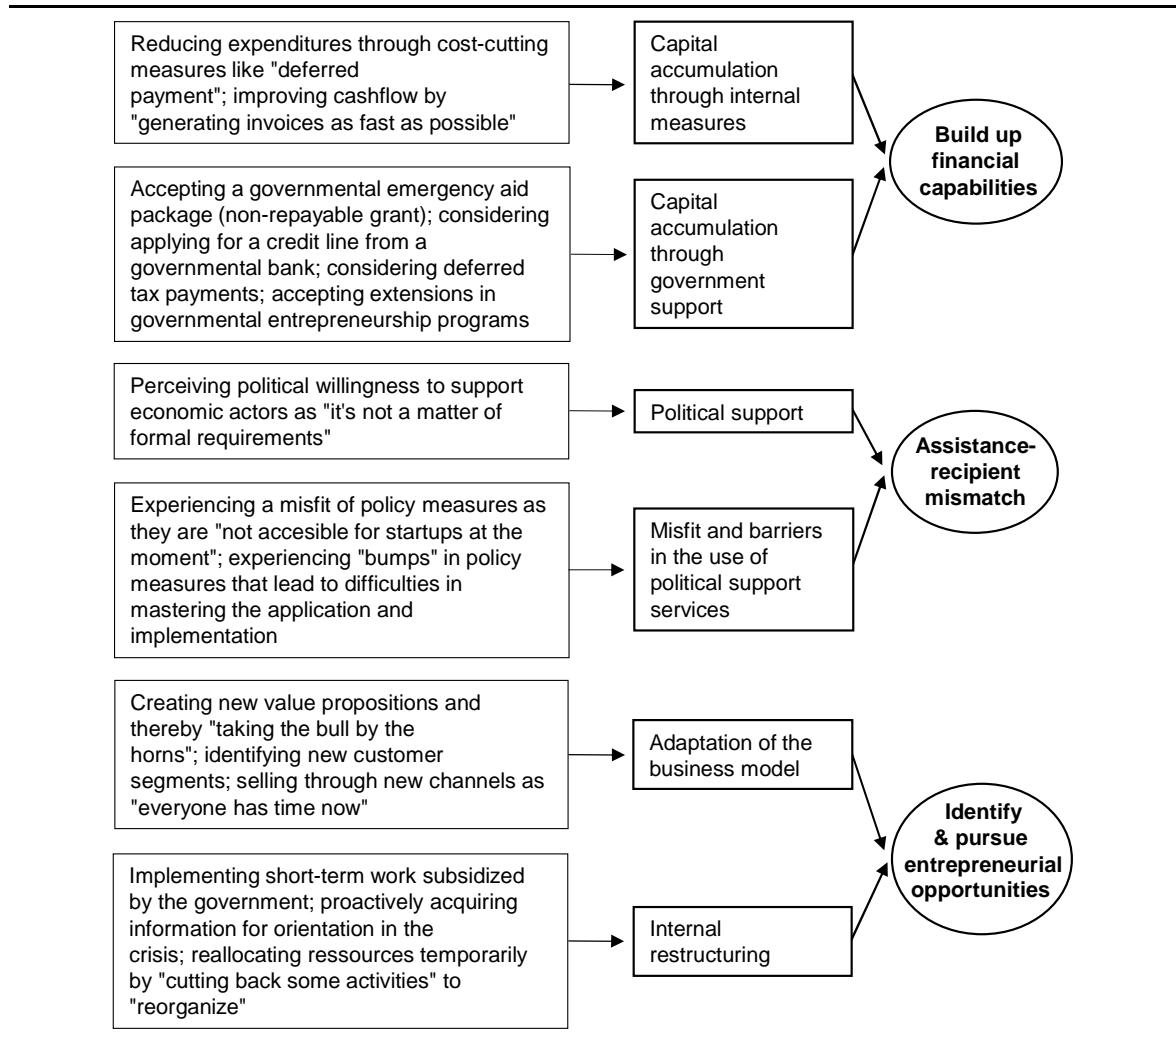 Reducing expenditures through cost-cutting
measures like "deferred
payment"; improving cashflow by
"generating invoices as fast as possible"
Capital
accumulation
through internal
measures
Build up
financial
capabilities
Accepting a governmental emergency aid
package (non-repayable grant); considering
applying for a credit line from a
governmental bank; considering deferred
tax payments; accepting extensions in
governmental entrepreneurship programs
Capital
accumulation
through
government
support
Perceiving political willingness to support
economic actors as "it's not a matter of
formal requirements"
Political support
Assistance-
recipient
mismatch
Experiencing a misfit of policy measures as
they are "not accesible for startups at the
moment"; experiencing "bumps" in policy
measures that lead to difficulties in
mastering the application and
implementation
Misfit and barriers
in the use of
political support
services
Creating new value propositions and
thereby "taking the bull by the
horns"; identifying new customer
segments; selling through new channels as
"everyone has time now"
Adaptation of the
business model
Identify
& pursue
entrepreneurial
opportunities
Implementing short-term work subsidized
by the government; proactively acquiring
information for orientation in the
crisis; reallocating ressources temporarily
by "cutting back some activities" to
"reorganize"
Internal
restructuring